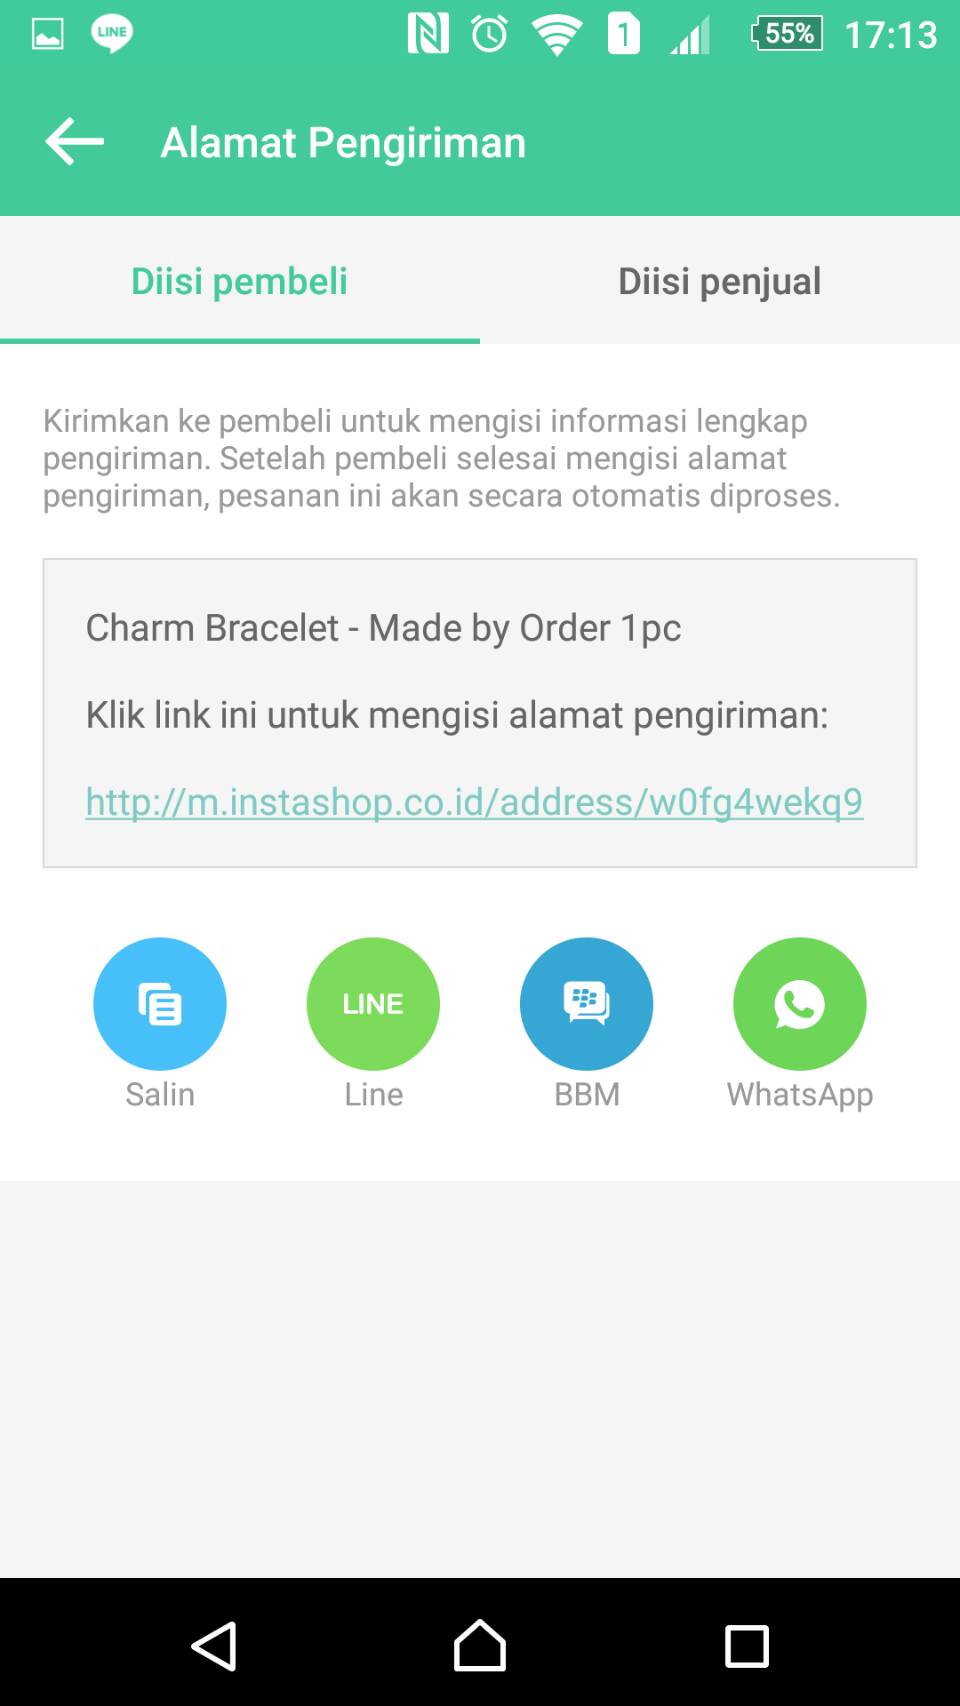 LINE 1 55% 17:13
Alamat Pengiriman
Diisi pembeli Diisi penjual
Kirimkan ke pembeli untuk mengisi informasi lengkap
pengiriman. Setelah pembeli selesai mengisi alamat
pengiriman, pesanan ini akan secara otomatis diproses.
Charm Bracelet - Made by Order 1pc
Klik link ini untuk mengisi alamat pengiriman:
http://m.instashop.co.id/address/w0fg4wekq9
LINE
Salin Line BBM WhatsApp